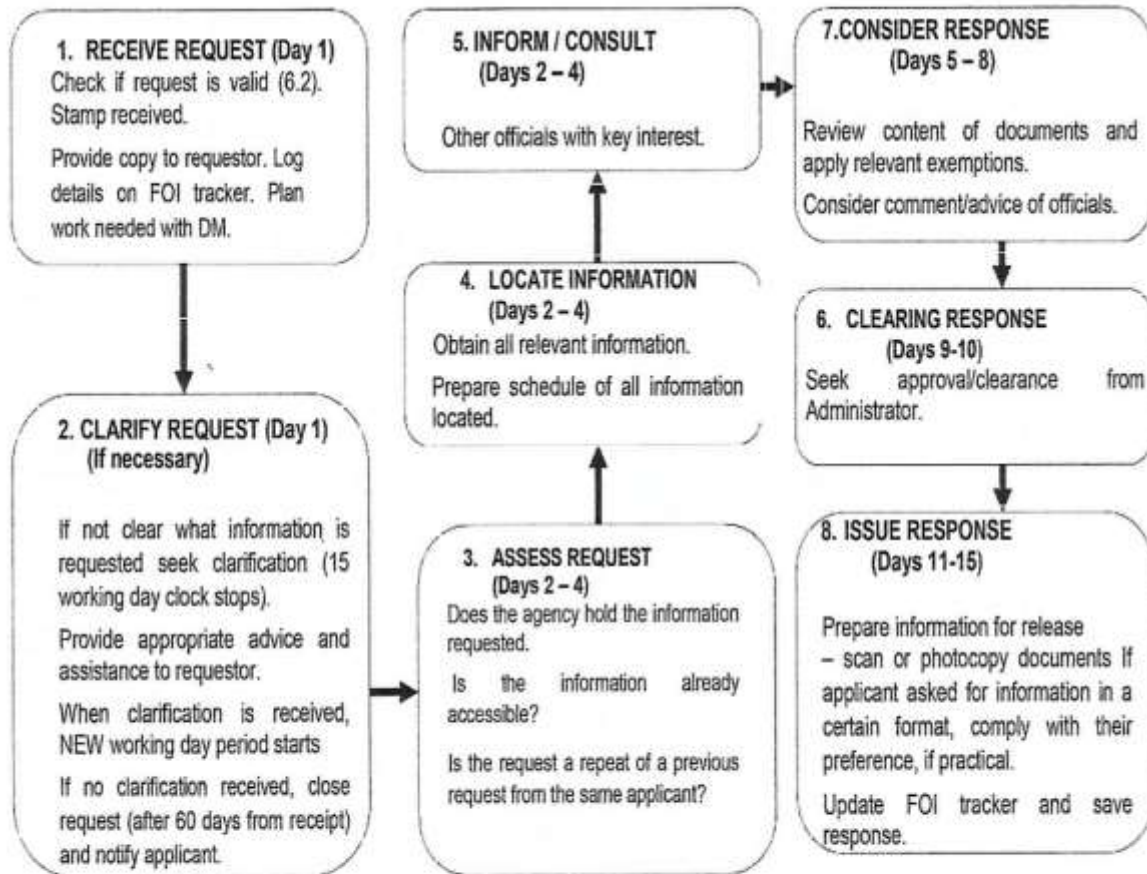 1. RECEIVE REQUEST (Day 1)
Check if request is valid (6.2).
Stamp received.
Provide copy to requestor. Log
details on FOI tracker. Plan
work needed with DM.
2. CLARIFY REQUEST (Day 1)
(If necessary)
If not clear what information is
requested seek clarification (15
working day clock stops).
Provide appropriate advice and
assistance to requestor.
When clarification is received,
NEW working day period starts
If no clarification received, close
request (after 60 days from receipt)
and notify applicant.
3. ASSESS REQUEST
(Days 2 – 4)
Does the agency hold the information
requested.
Is the information already
accessible?
Is the request a repeat of a previous
request from the same applicant?
4. LOCATE INFORMATION
(Days 2 – 4)
Obtain all relevant information.
Prepare schedule of all information
located.
5. INFORM / CONSULT
(Days 2 – 4)
Other officials with key interest.
7.CONSIDER RESPONSE
(Days 5 – 8)
Review content of documents and
apply relevant exemptions.
Consider comment/advice of officials.
6. CLEARING RESPONSE
(Days 9-10)
Seek approval/clearance from
Administrator.
8. ISSUE RESPONSE
(Days 11-15)
Prepare information for release
– scan or photocopy documents If
applicant asked for information in a
certain format, comply with their
preference, if practical.
Update FOI tracker and save
response.